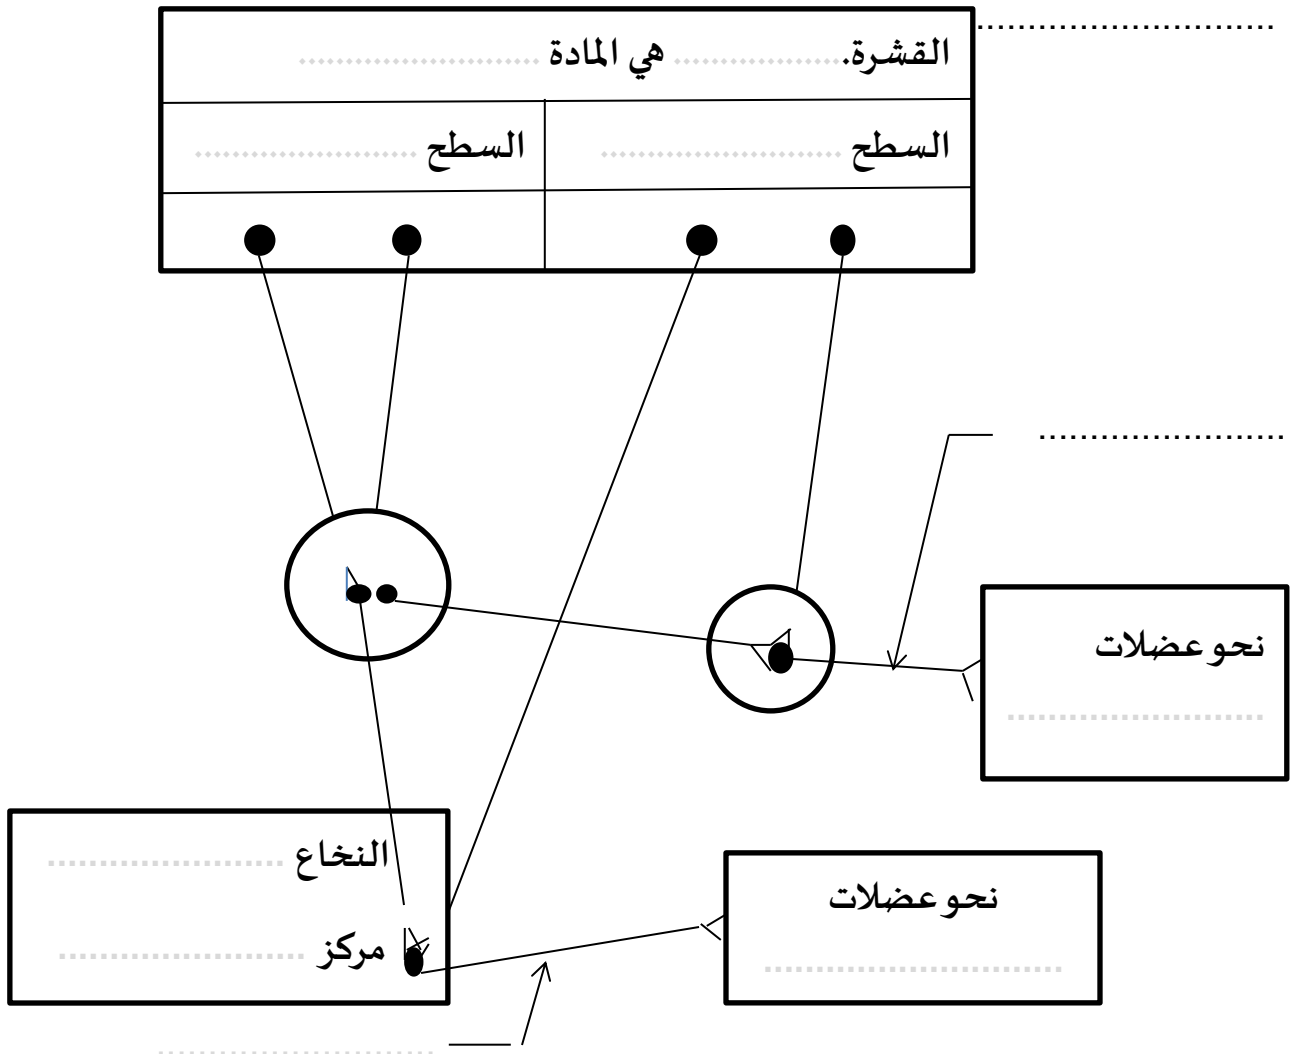 القشرة. .................. هي المادة ..........................
السطح ..........................
السطح ........................
نحو عضلات
النخاع ........................
نحو عضلات
مركز ..........................